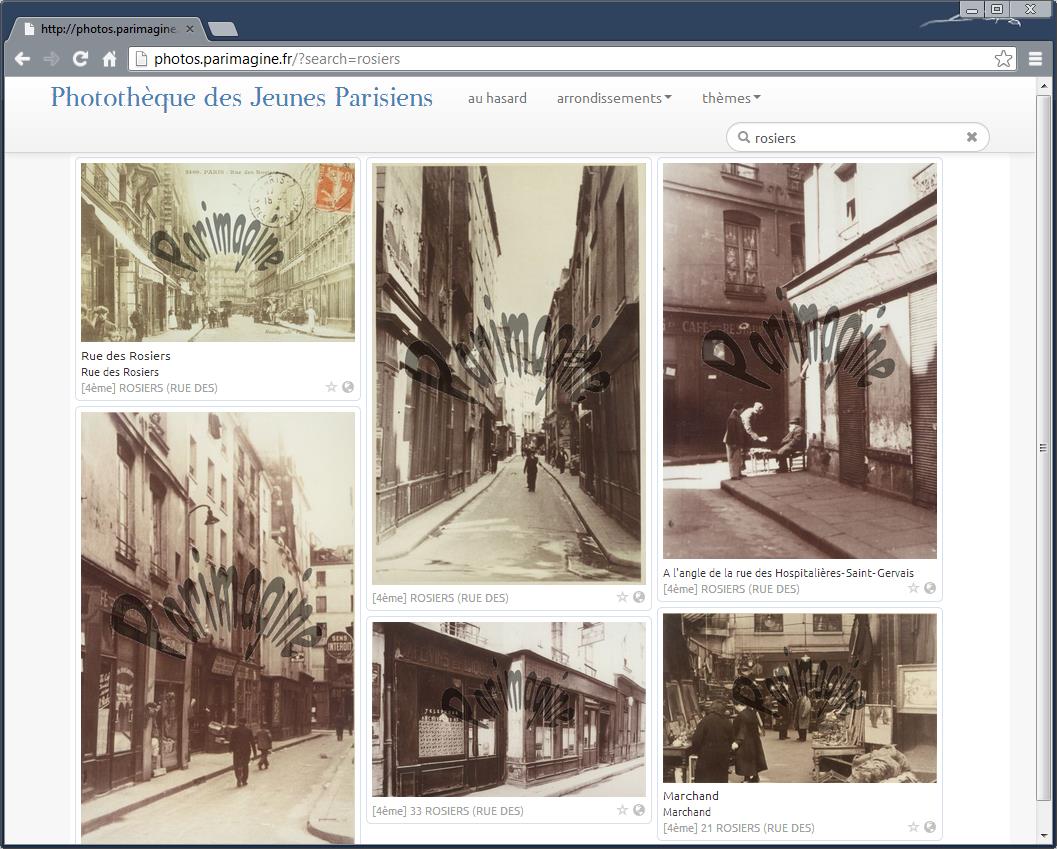 http://photos.parimagine.
photos.parimagine.fr/?search=rosiers
Photothèque des Jeunes Parisiens
au hasard
arrondissements
thèmes
rosiers
PARIS - Rue des Rosiers
Parimagine
Rue des Rosiers
Rue des Rosiers
[4ème] ROSIERS (RUE DES)
Parimagine
[4ème] ROSIERS (RUE DES)
CAFÉ-RESTAU
Parimagine
A l'angle de la rue des Hospitalières-Saint-Gervais
[4ème] ROSIERS (RUE DES)
Parimagine
SENS
INTERDIT
TELEPHONE
Parimagine
[4ème] 33 ROSIERS (RUE DES)
Parimagine
Marchand
Marchand
[4ème] 21 ROSIERS (RUE DES)